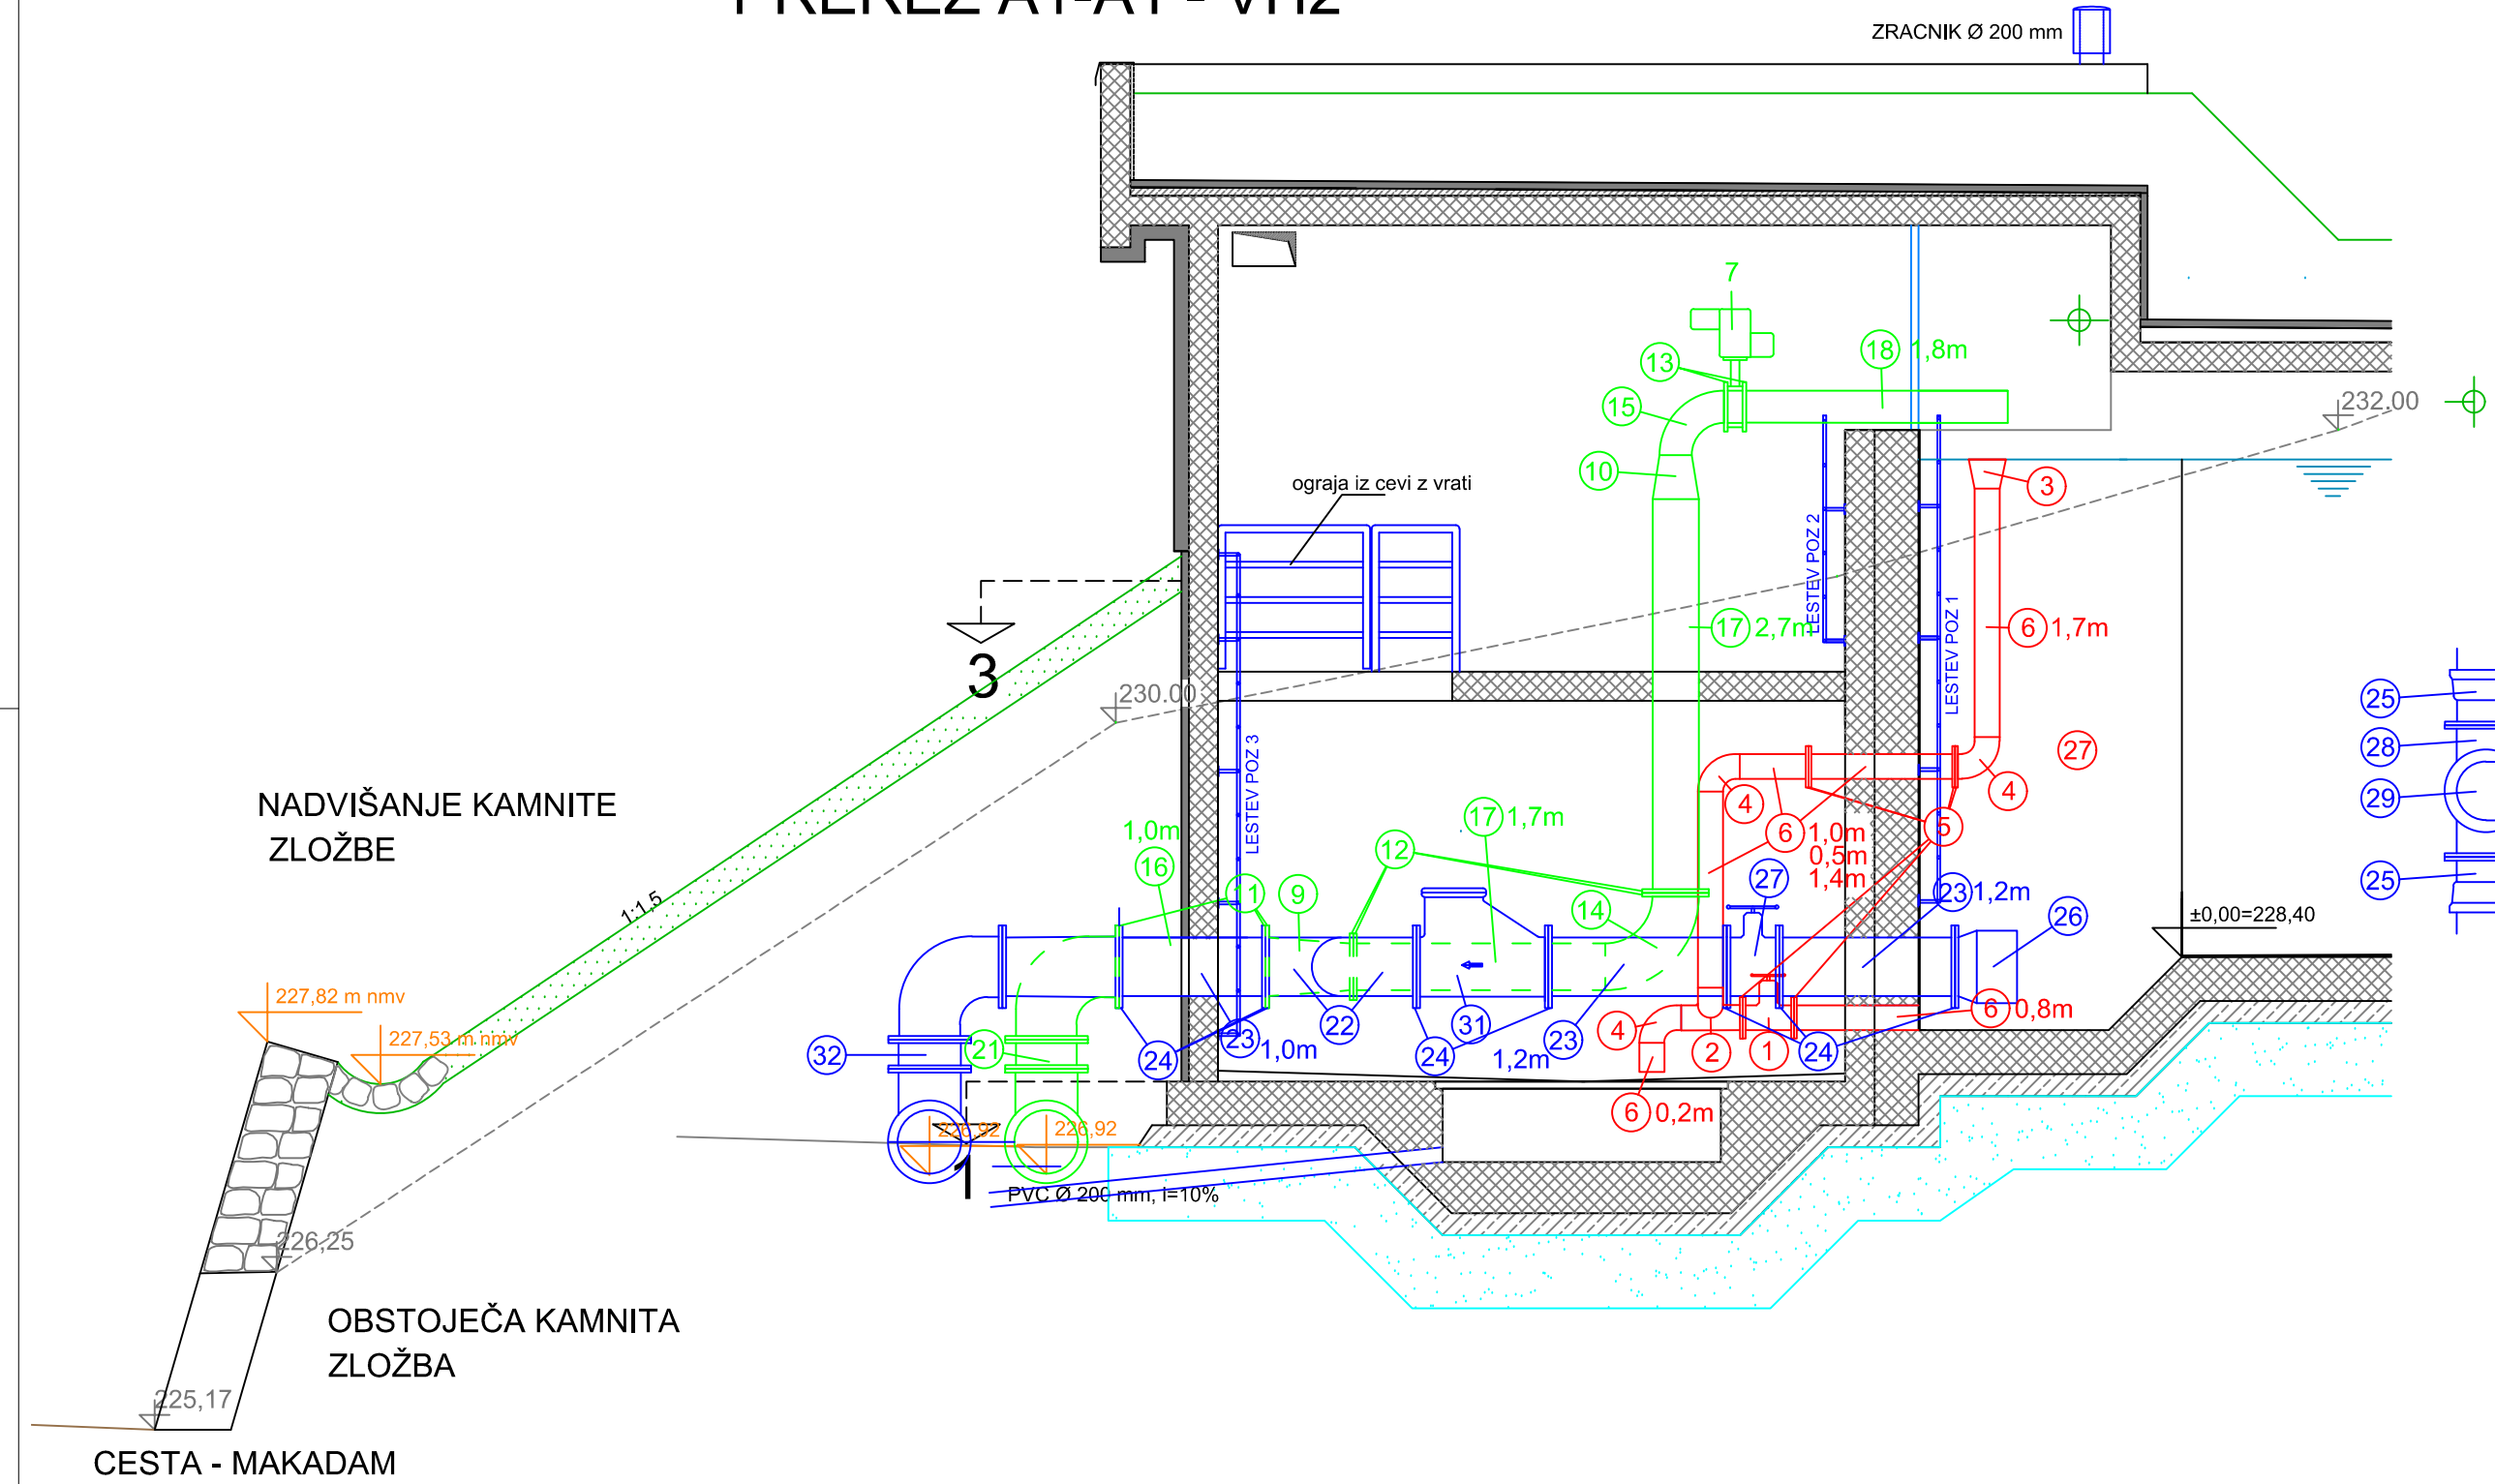 ZRACNIK Ø 200 mm
7
13
18 1,8m
15
232.00
10
ograja iz cevi z vrati
3
LESTEV POZ 2
LESTEV POZ 1
17 2,7m
6 1,7m
3
230.00
25
28
27
29
25
LESTEV POZ 3
NADVIŠANJE KAMNITE
ZLOŽBE
4
4
17 1,7m
1,0m
16
12
6 1,0m
0,5m
1,4m
5
11
9
27
23 1,2m
14
26
1:1,5
±0,00=228,40
227,82 m nmv
227,53 m nmv
32
21
24
23 1,0m
22
31
24
1,2m
23
4
2
1
24
6 0,8m
6 0,2m
226,92
226,92
1
PVC Ø 200 mm, I=10%
226,25
OBSTOJEČA KAMNITA
ZLOŽBA
225,17
CESTA - MAKADAM